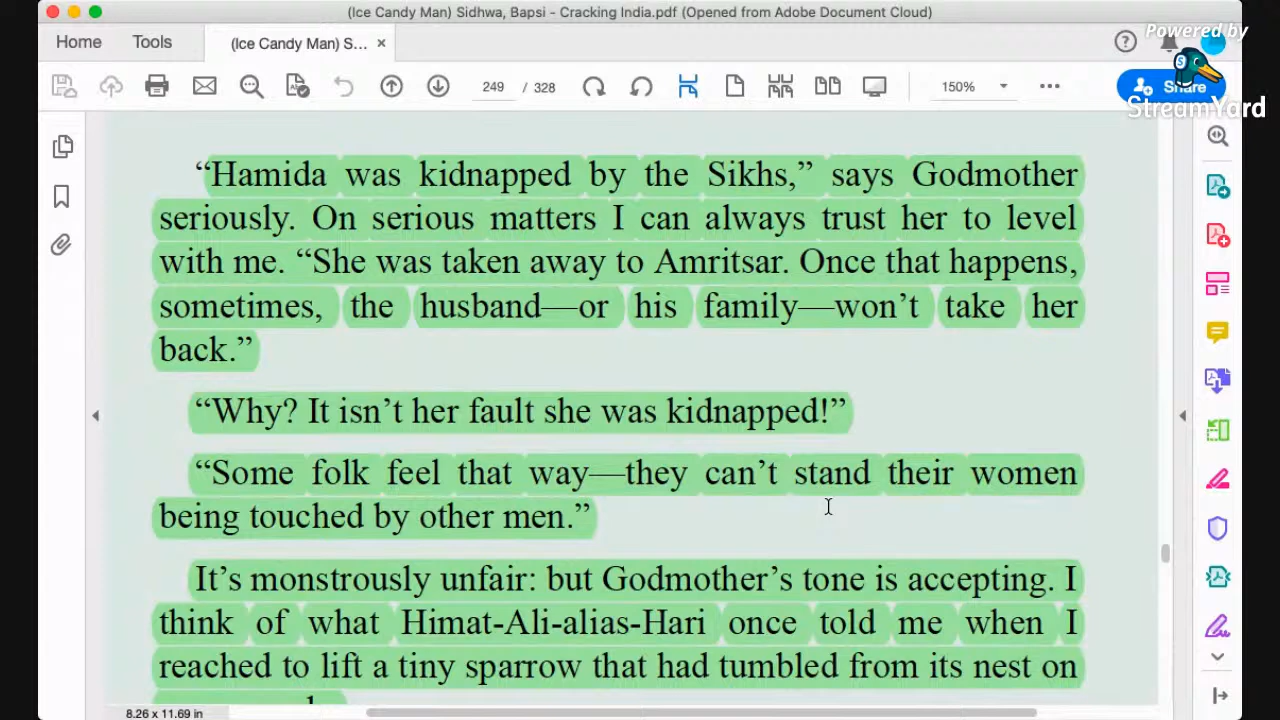 (Ice Candy Man) Sidhwa, Bapsi - Cracking India.pdf (Opened from Adobe Document Cloud)
Powered by
Home Tools (Ice Candy Man) S... ×
249 / 328 150% Share
StreamYard
“Hamida was kidnapped by the Sikhs,” says Godmother
seriously. On serious matters I can always trust her to level
with me. “She was taken away to Amritsar. Once that happens,
sometimes, the husband—or his family—won’t take her
back.”
“Why? It isn’t her fault she was kidnapped!”
“Some folk feel that way—they can’t stand their women
being touched by other men.”
It’s monstrously unfair: but Godmother’s tone is accepting. I
think of what Himat-Ali-alias-Hari once told me when I
reached to lift a tiny sparrow that had tumbled from its nest on
8.26 x 11.69 in